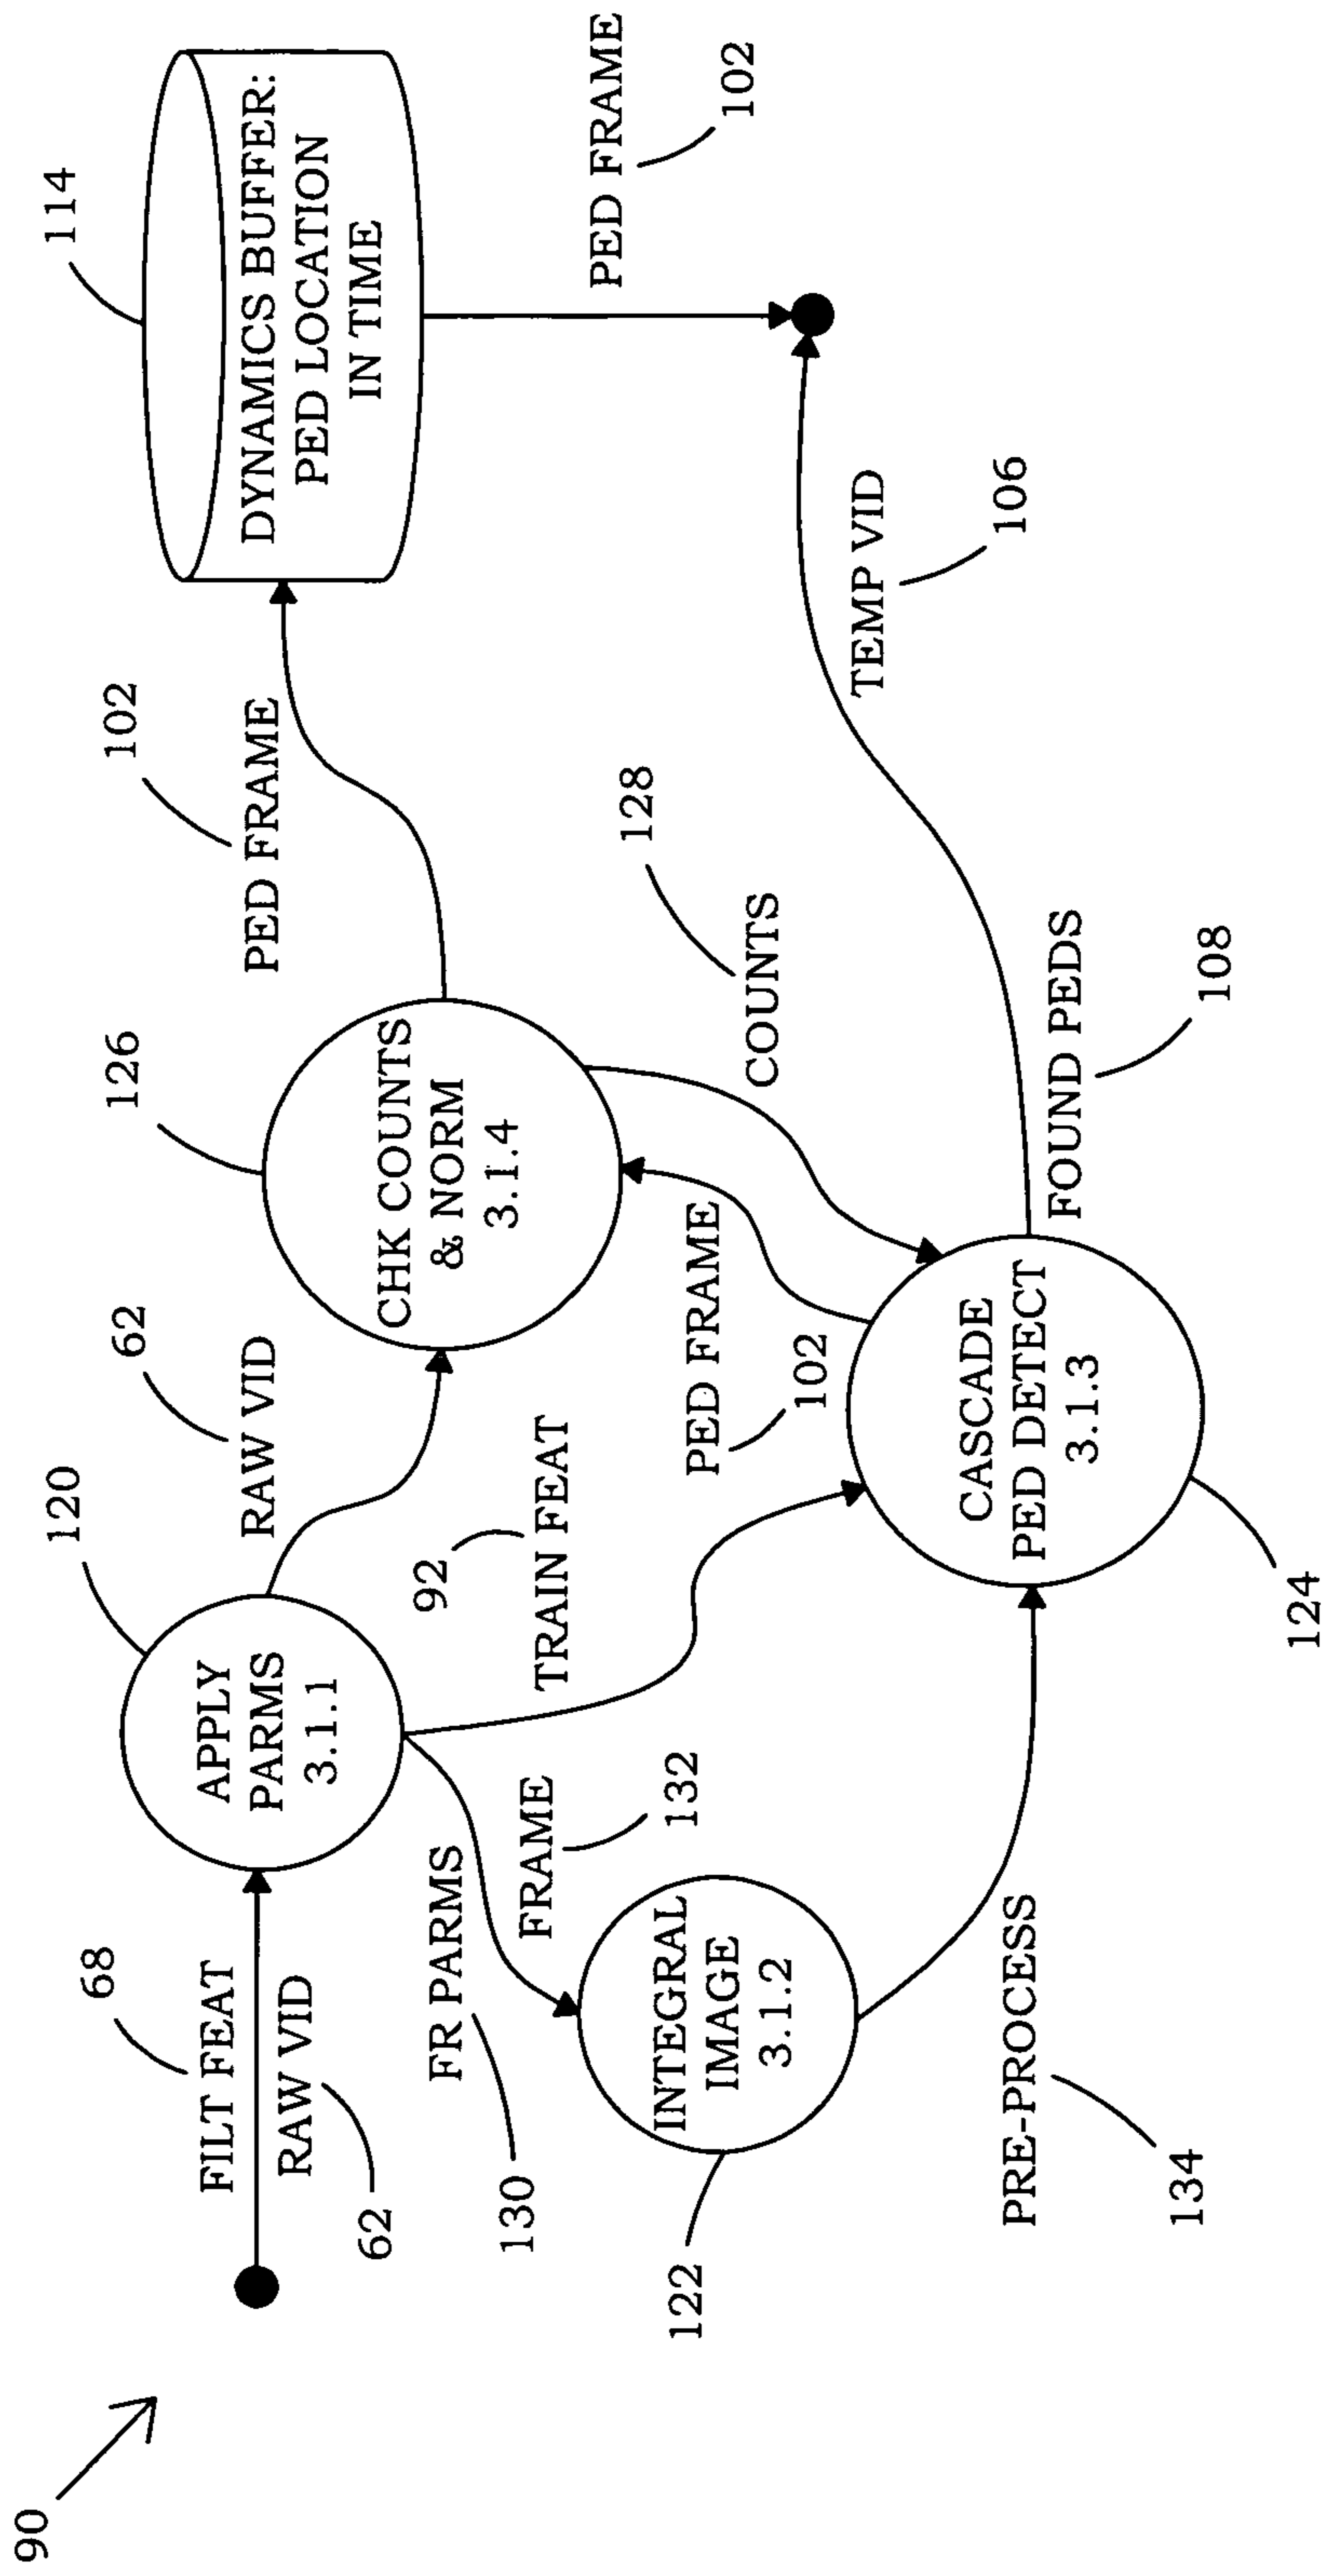 90
68
FILT FEAT
RAW VID
62
120
APPLY
PARMS
3.1.1
62
RAW VID
126
CHK COUNTS
& NORM
3.1.4
102
PED FRAME
114
DYNAMICS BUFFER:
PED LOCATION
IN TIME
PED FRAME
102
FR PARMS
130
FRAME
132
92
TRAIN FEAT
PED FRAME
102
128
COUNTS
INTEGRAL
IMAGE
3.1.2
122
PRE-PROCESS
134
CASCADE
PED DETECT
3.1.3
124
FOUND PEDS
108
TEMP VID
106